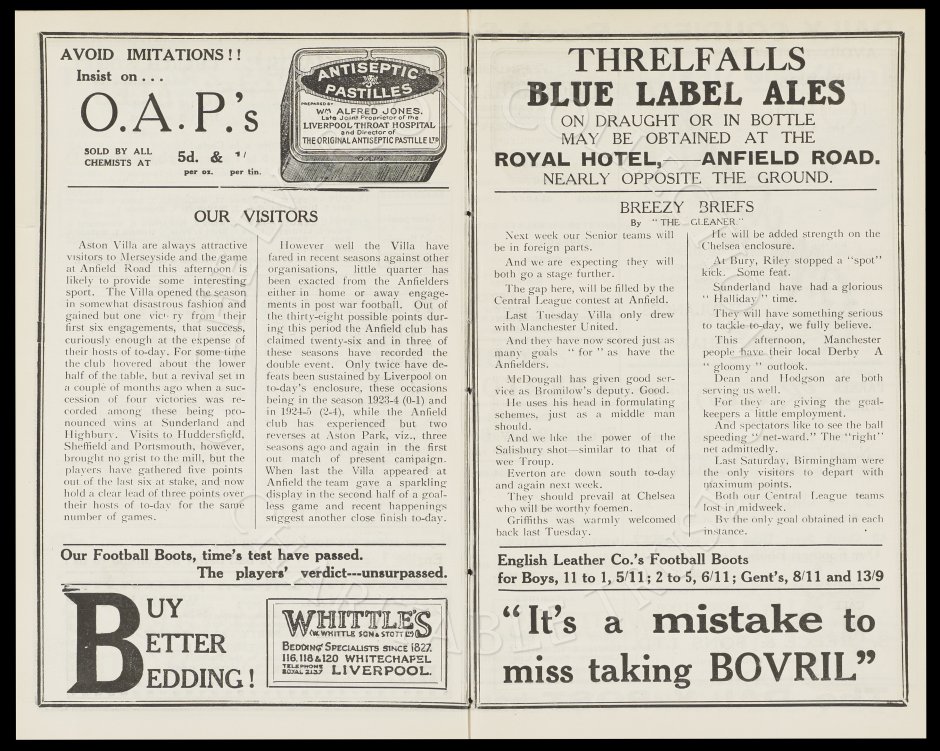 AVOID IMITATIONS!!
Insist on...
O.A.P.'s
SOLD BY ALL
CHEMISTS AT
5d. & 1/
per oz. per tin.
ANTISEPTIC
PASTILLES
PREPARED BY
WM ALFRED JONES.
Late Joint Proprietor of the
LIVERPOOL THROAT HOSPITAL
and Director of
THE ORIGINAL ANTISEPTIC PASTILLE LTD
O.A.P.
OUR VISITORS
Aston Villa are always attractive
visitors to Merseyside and the game
at Anfield Road this afternoon is
likely to provide some interesting
sport. The Villa opened the season
in somewhat disastrous fashion and
gained but one victory from their
first six engagements, that success,
curiously enough at the expense of
their hosts of to-day. For some time
the club hovered about the lower
half of the table, but a revival set in
a couple of months ago when a suc-
cession of four victories was re-
corded among these being pro-
nounced wins at Sunderland and
Highbury. Visits to Huddersfield,
Sheffield and Portsmouth, however,
brought no grist to the mill, but the
players have gathered five points
out of the last six at stake, and now
hold a clear lead of three points over
their hosts of to-day for the same
number of games.
However well the Villa have
fared in recent seasons against other
organisations, little quarter has
been exacted from the Anfielders
either in home or away engage-
ments in post war football. Out of
the thirty-eight possible points dur-
ing this period the Anfield club has
claimed twenty-six and in three of
these seasons have recorded the
double event. Only twice have de-
feats been sustained by Liverpool on
to-day's enclosure, these occasions
being in the season 1923-4 (0-1) and
in 1924-5 (2-4), while the Anfield
club has experienced but two
reverses at Aston Park, viz., three
seasons ago and again in the first
out match of present campaign.
When last the Villa appeared at
Anfield the team gave a sparkling
display in the second half of a goal-
less game and recent happenings
suggest another close finish to-day.
Our Football Boots, time's test have passed.
The players' verdict---unsurpassed.
BUY
BETTER
BEDDING!
WHITTLE'S
(W. WHITTLE SON & STOTT LTD)
BEDDING SPECIALISTS SINCE 1827.
116, 118 & 120 WHITECHAPEL
TELEPHONE ROYAL 2137 LIVERPOOL.
THRELFALLS
BLUE LABEL ALES
ON DRAUGHT OR IN BOTTLE
MAY BE OBTAINED AT THE
ROYAL HOTEL,—ANFIELD ROAD.
NEARLY OPPOSITE THE GROUND.
BREEZY BRIEFS
By "THE GLEANER."
Next week our Senior teams will
be in foreign parts.
And we are expecting they will
both go a stage further.
The gap here, will be filled by the
Central League contest at Anfield.
Last Tuesday Villa only drew
with Manchester United.
And they have now scored just as
many goals "for" as have the
Anfielders.
McDougall has given good ser-
vice as Bromilow's deputy. Good.
He uses his head in formulating
schemes, just as a middle man
should.
And we like the power of the
Salisbury shot—similar to that of
wee Troup.
Everton are down south to-day
and again next week.
They should prevail at Chelsea
who will be worthy foemen.
Griffiths was warmly welcomed
back last Tuesday.
He will be added strength on the
Chelsea enclosure.
At Bury, Riley stopped a "spot"
kick. Some feat.
Sunderland have had a glorious
"Halliday" time.
They will have something serious
to tackle to-day, we fully believe.
This afternoon, Manchester
people have their local Derby A
"gloomy" outlook.
Dean and Hodgson are both
serving us well.
For they are giving the goal-
keepers a little employment.
And spectators like to see the ball
speeding "net-ward." The "right"
net admittedly.
Last Saturday, Birmingham were
the only visitors to depart with
maximum points.
Both our Central League teams
lost in midweek.
By the only goal obtained in each
instance.
English Leather Co.'s Football Boots
for Boys, 11 to 1, 5/11; 2 to 5, 6/11; Gent's, 8/11 and 13/9
"It's a mistake to
miss taking BOVRIL"